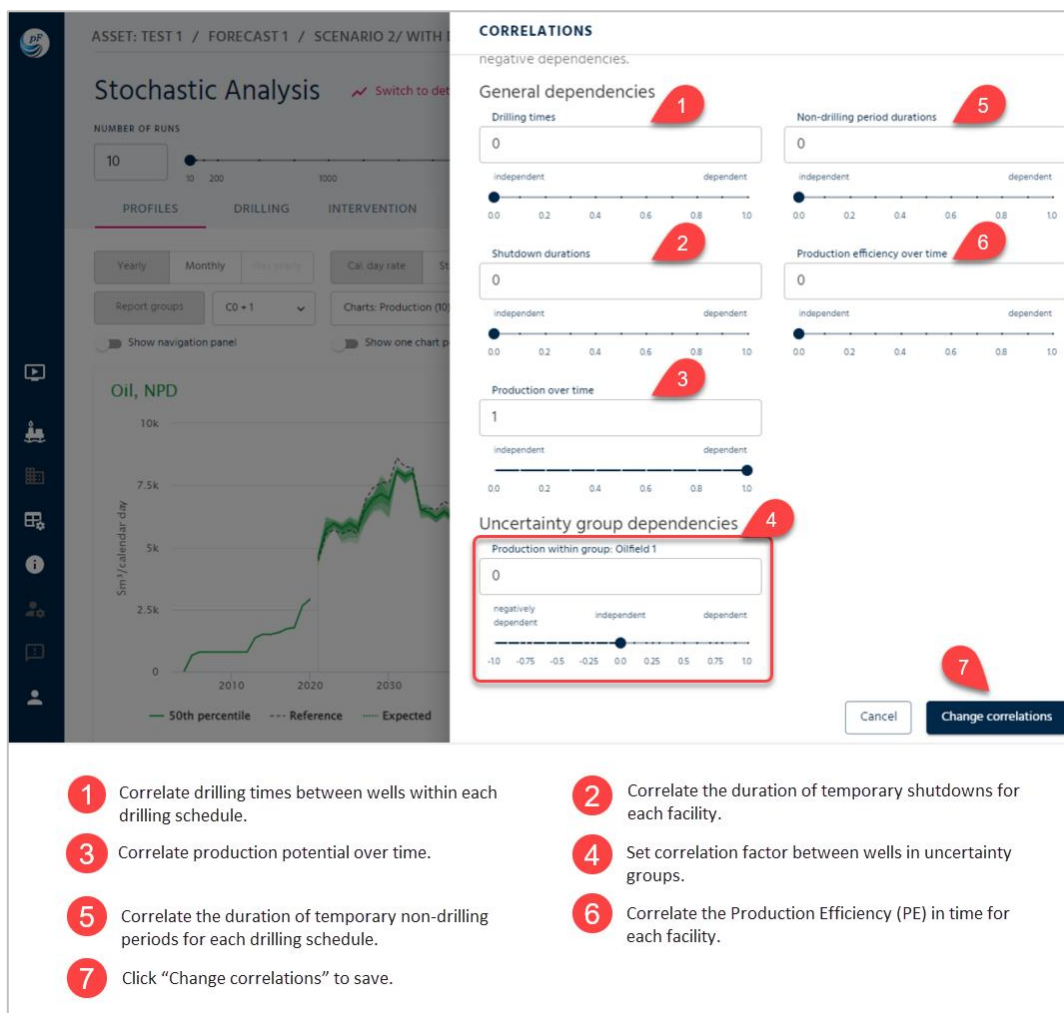 pF
ASSET: TEST 1 / FORECAST 1 / SCENARIO 2/ WITH
Stochastic Analysis
Switch to det
NUMBER OF RUNS
10
10 200 1000
PROFILES DRILLING INTERVENTION
Yearly Monthly Cal. day rate St
Report groups C0 + 1 Charts: Production (10)
Show navigation panel Show one chart p
Oil, NPD
Sm³/calendar day
10k
7.5k
5k
2.5k
0
2010 2020 2030
50th percentile Reference Expected
CORRELATIONS
negative dependencies.
General dependencies
1
Drilling times
0
independent dependent
0.0 0.2 0.4 0.6 0.8 1.0
5
Non-drilling period durations
0
independent dependent
0.0 0.2 0.4 0.6 0.8 1.0
2
Shutdown durations
0
independent dependent
0.0 0.2 0.4 0.6 0.8 1.0
6
Production efficiency over time
0
independent dependent
0.0 0.2 0.4 0.6 0.8 1.0
3
Production over time
1
independent dependent
0.0 0.2 0.4 0.6 0.8 1.0
Uncertainty group dependencies
4
Production within group: Oilfield 1
0
negatively
dependent independent dependent
-1.0 -0.75 -0.5 -0.25 0.0 0.25 0.5 0.75 1.0
7
Cancel Change correlations
1 Correlate drilling times between wells within each
drilling schedule.
2 Correlate the duration of temporary shutdowns for
each facility.
3 Correlate production potential over time.
4 Set correlation factor between wells in uncertainty
groups.
5 Correlate the duration of temporary non-drilling
periods for each drilling schedule.
6 Correlate the Production Efficiency (PE) in time for
each facility.
7 Click “Change correlations” to save.